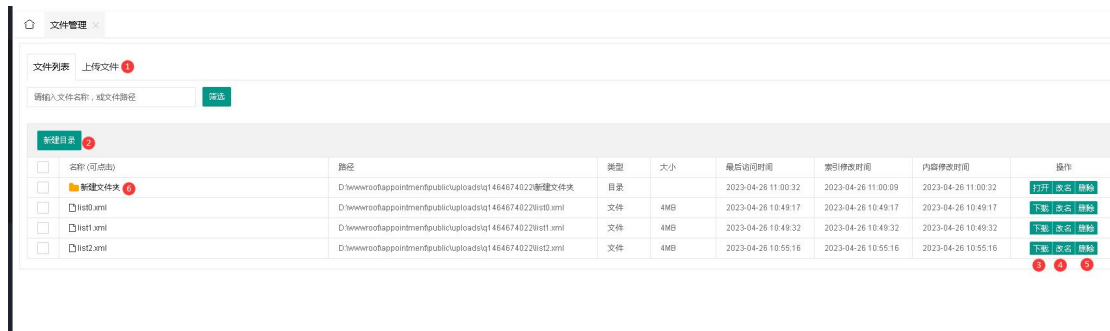 文件管理 ×
文件列表 上传文件 1
请输入文件名称，或文件路径 筛选
新建目录 2
名称(可点击) 路径 类型 大小 最后访问时间 索引修改时间 内容修改时间 操作
新建文件夹 6 D:\wwwroot\appointment\public\uploads\q1464674022\新建文件夹 目录 2023-04-26 11:00:32 2023-04-26 11:00:09 2023-04-26 11:00:32 打开 改名 删除
list0.xml D:\wwwroot\appointment\public\uploads\q1464674022\list0.xml 文件 4MB 2023-04-26 10:49:17 2023-04-26 10:49:17 2023-04-26 10:49:17 下载 改名 删除
list1.xml D:\wwwroot\appointment\public\uploads\q1464674022\list1.xml 文件 4MB 2023-04-26 10:49:32 2023-04-26 10:49:32 2023-04-26 10:49:32 下载 改名 删除
list2.xml D:\wwwroot\appointment\public\uploads\q1464674022\list2.xml 文件 4MB 2023-04-26 10:55:16 2023-04-26 10:55:16 2023-04-26 10:55:16 下载 改名 删除
3 4 5